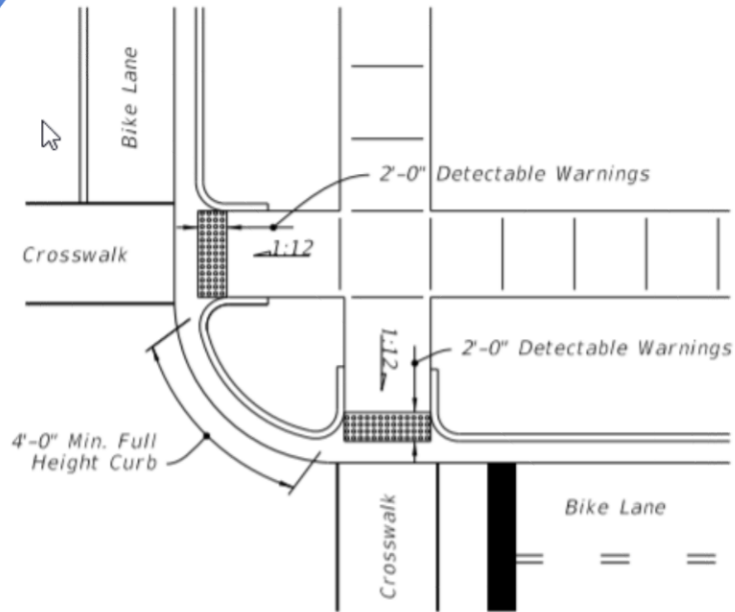 Bike Lane
2'-0" Detectable Warnings
Crosswalk
1:12
1:12
2'-0" Detectable Warnings
4'-0" Min. Full
Height Curb
Crosswalk
Bike Lane